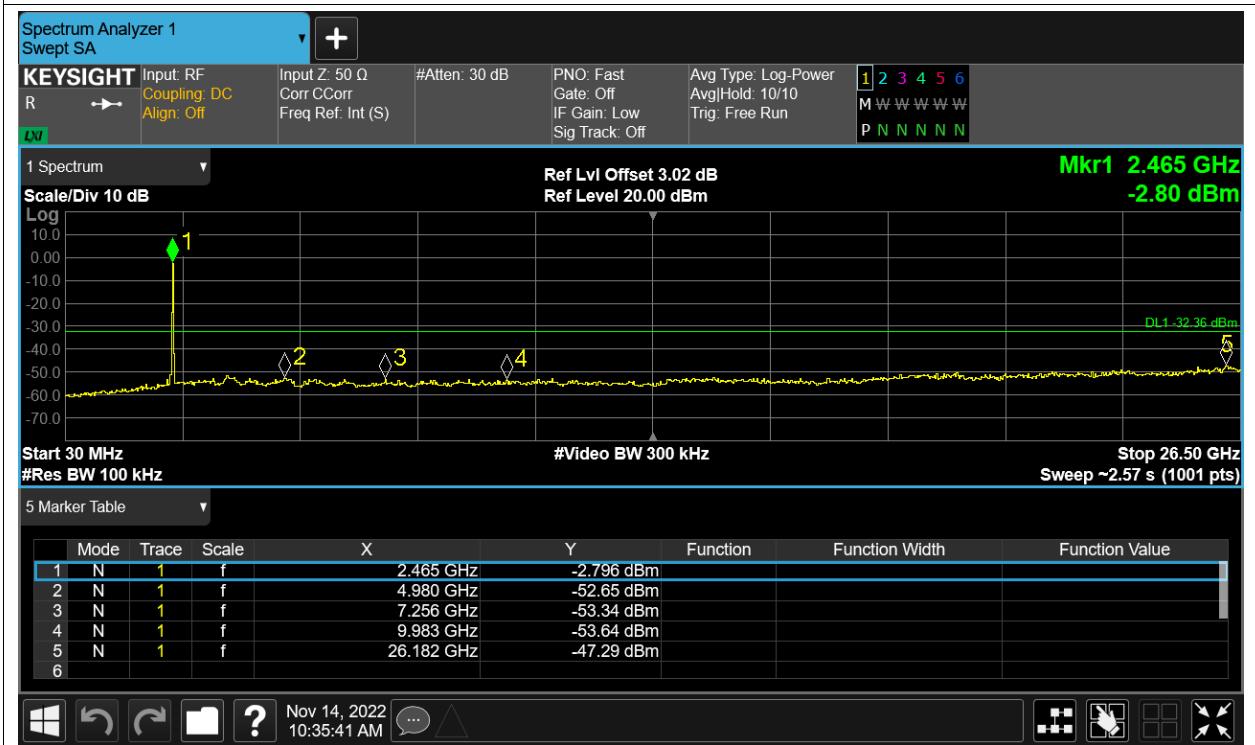 Spectrum Analyzer 1
Swept SA
KEYSIGHT
R
LXI
Input: RF
Coupling: DC
Align: Off
Input Z: 50 Ω
Corr CCorr
Freq Ref: Int (S)
#Atten: 30 dB
PNO: Fast
Gate: Off
IF Gain: Low
Sig Track: Off
Avg Type: Log-Power
Avg|Hold: 10/10
Trig: Free Run
1 2 3 4 5 6
M W W W W W
P N N N N N
1 Spectrum
Scale/Div 10 dB
Ref Lvl Offset 3.02 dB
Ref Level 20.00 dBm
Mkr1 2.465 GHz
-2.80 dBm
Log
10.0
0.00
-10.0
-20.0
-30.0
-40.0
-50.0
-60.0
-70.0
1
2
3
4
5
DL1 -32.36 dBm
Start 30 MHz
#Res BW 100 kHz
#Video BW 300 kHz
Stop 26.50 GHz
Sweep ~2.57 s (1001 pts)
5 Marker Table
Mode Trace Scale X Y Function Function Width Function Value
1 N 1 f 2.465 GHz -2.796 dBm
2 N 1 f 4.980 GHz -52.65 dBm
3 N 1 f 7.256 GHz -53.34 dBm
4 N 1 f 9.983 GHz -53.64 dBm
5 N 1 f 26.182 GHz -47.29 dBm
6
?
Nov 14, 2022
10:35:41 AM